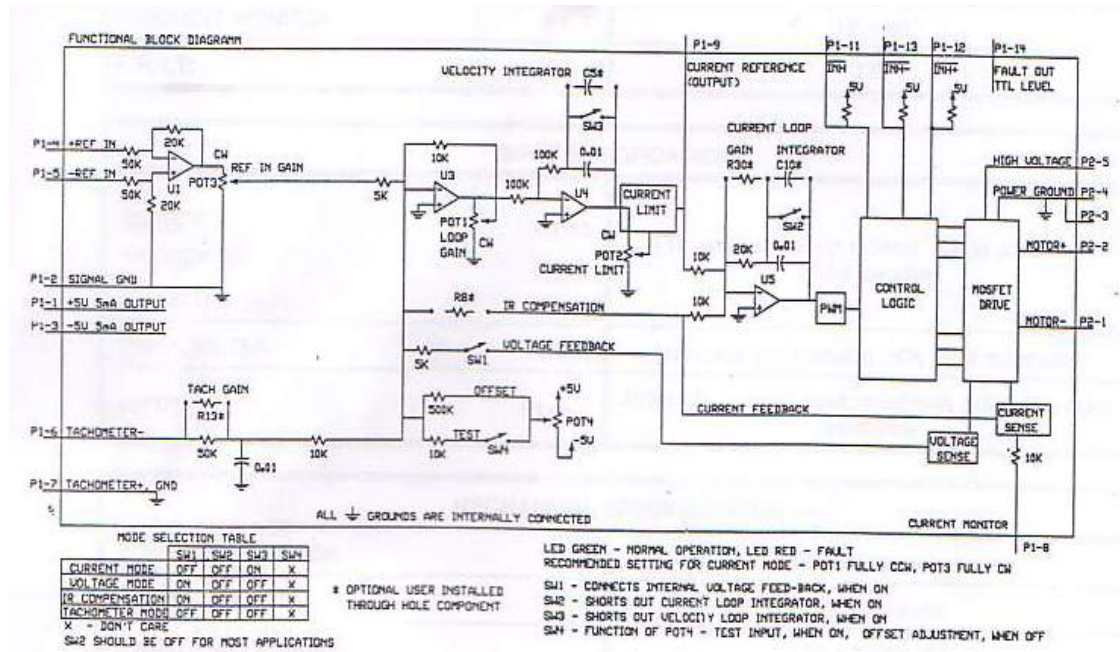 FUNCTIONAL BLOCK DIAGRAMM
P1-9
P1-11
P1-13
P1-12
P1-14
CURRENT REFERENCE
(OUTPUT)
INH
INH-
INH+
FAULT OUT
TTL LEVEL
5V
5V
5V
VELOCITY INTEGRATOR
C5#
SW3
CURRENT LOOP
GAIN
INTEGRATOR
R30#
C10#
SW2
P1-4
+REF IN
50K
20K
U1
CW
P1-5
-REF IN
50K
20K
POT3
REF IN GAIN
5K
10K
U3
POT1
LOOP
GAIN
CW
100K
100K
0.01
U4
CURRENT
LIMIT
CW
POT2
CURRENT LIMIT
10K
20K
0.01
10K
U5
PWM
CONTROL
LOGIC
MOSFET
DRIVE
HIGH VOLTAGE
P2-5
POWER GROUND
P2-4
P2-3
MOTOR+
P2-2
MOTOR-
P2-1
P1-2
SIGNAL GND
P1-1
+5V 5mA OUTPUT
P1-3
-5V 5mA OUTPUT
R8#
IR COMPENSATION
5K
SW1
VOLTAGE FEEDBACK
OFFSET
500K
TEST
10K
SW4
+5V
POT4
-5V
CURRENT FEEDBACK
CURRENT
SENSE
VOLTAGE
SENSE
10K
TACH GAIN
R13#
P1-6
TACHOMETER-
50K
0.01
10K
P1-7
TACHOMETER+, GND
ALL GROUNDS ARE INTERNALLY CONNECTED
CURRENT MONITOR
P1-8
MODE SELECTION TABLE
SW1 SW2 SW3 SW4
CURRENT MODE OFF OFF ON X
VOLTAGE MODE ON OFF OFF X
IR COMPENSATION ON OFF OFF X
TACHOMETER MODE OFF OFF OFF X
X - DON'T CARE
SW2 SHOULD BE OFF FOR MOST APPLICATIONS
# OPTIONAL USER INSTALLED
THROUGH HOLE COMPONENT
LED GREEN - NORMAL OPERATION, LED RED - FAULT
RECOMMENDED SETTING FOR CURRENT MODE - POT1 FULLY CCW, POT3 FULLY CW
SW1 - CONNECTS INTERNAL VOLTAGE FEED-BACK, WHEN ON
SW2 - SHORTS OUT CURRENT LOOP INTEGRATOR, WHEN ON
SW3 - SHORTS OUT VELOCITY LOOP INTEGRATOR, WHEN ON
SW4 - FUNCTION OF POT4 - TEST INPUT, WHEN ON, OFFSET ADJUSTMENT, WHEN OFF